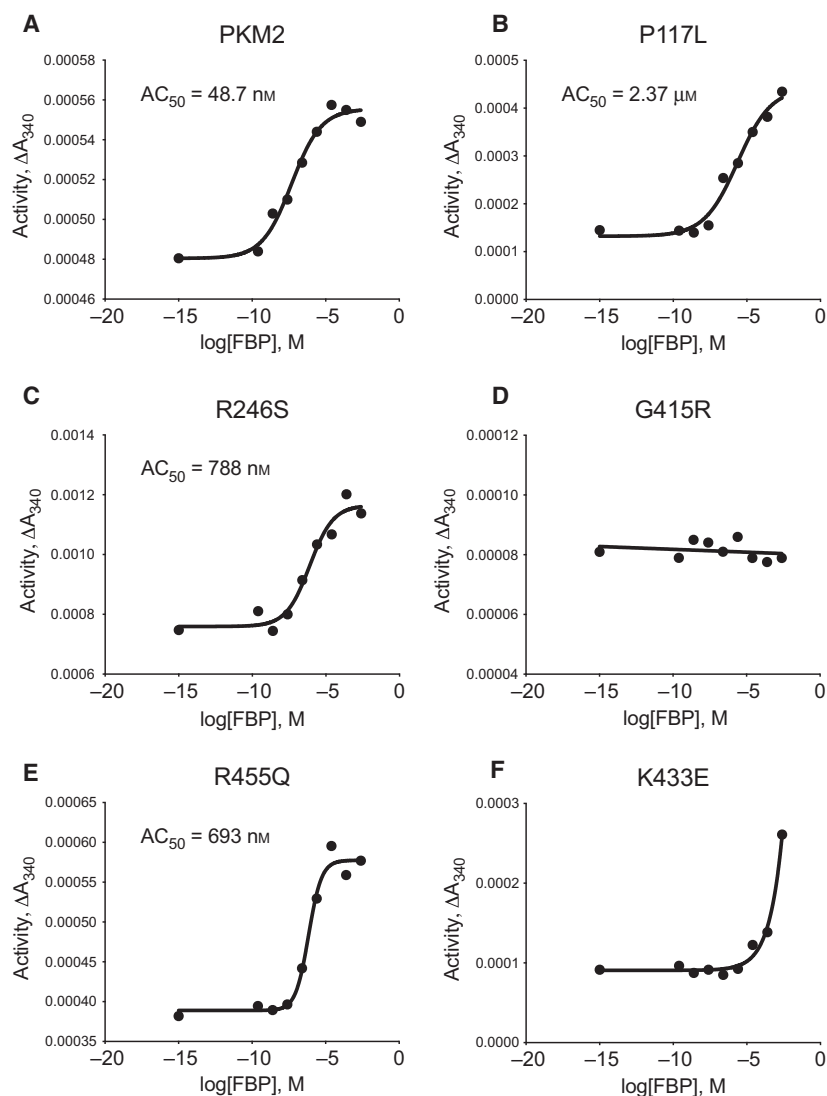 A
PKM2
AC50 = 48.7 nM
Activity, ΔA340
0.00058
0.00056
0.00054
0.00052
0.00050
0.00048
0.00046
–20 –15 –10 –5 0
log[FBP], M
B
P117L
AC50 = 2.37 μM
Activity, ΔA340
0.0005
0.0004
0.0003
0.0002
0.0001
0.0000
–20 –15 –10 –5 0
log[FBP], M
C
R246S
AC50 = 788 nM
Activity, ΔA340
0.0014
0.0012
0.0010
0.0008
0.0006
–20 –15 –10 –5 0
log[FBP], M
D
G415R
Activity, ΔA340
0.00012
0.00010
0.00008
0.00006
0.00004
–20 –15 –10 –5 0
log[FBP], M
E
R455Q
AC50 = 693 nM
Activity, ΔA340
0.00065
0.00060
0.00055
0.00050
0.00045
0.00040
0.00035
–20 –15 –10 –5 0
log[FBP], M
F
K433E
Activity, ΔA340
0.0003
0.0002
0.0001
0.0000
–20 –15 –10 –5 0
log[FBP], M